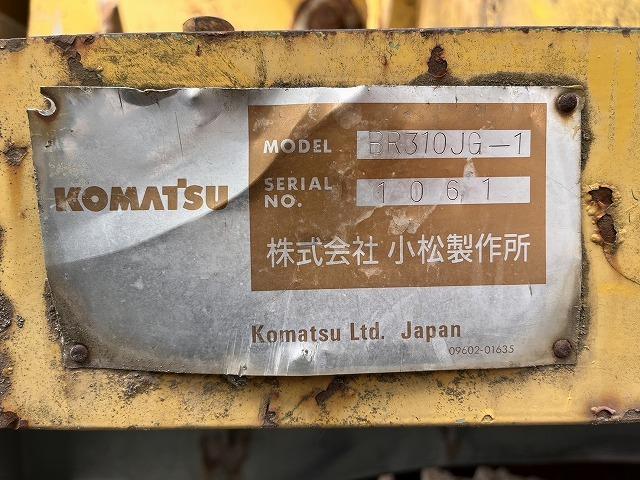 KOMATSU
MODEL BR310JG-1
SERIAL NO. 1061
株式会社 小松製作所
Komatsu Ltd. Japan
09602-01635